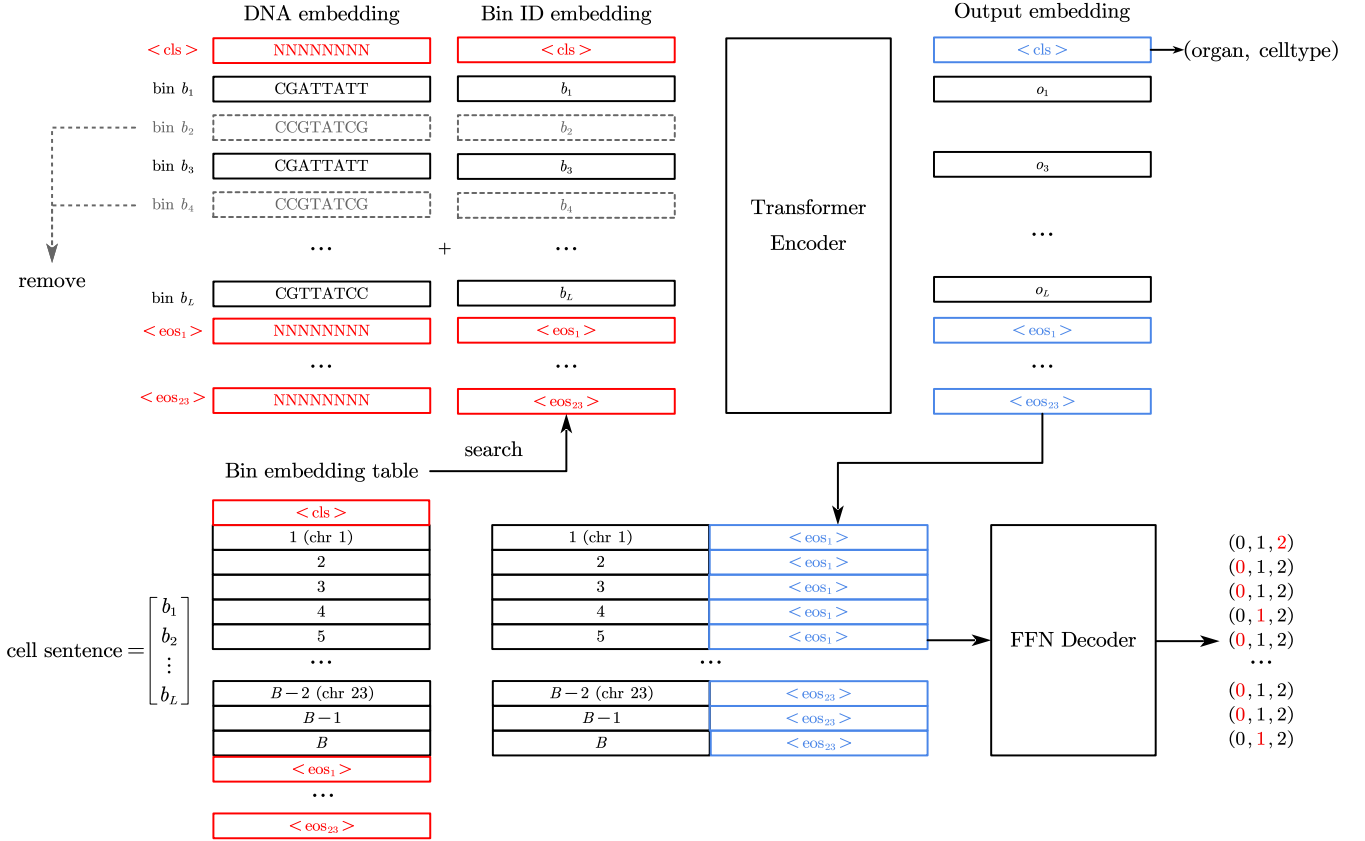 DNA embedding Bin ID embedding Output embedding
<cls> NNNNNNNN <cls> <cls> (organ, celltype)
bin b₁ CGATTATT b₁ o₁
bin b₂ CCGTATCG b₂
bin b₃ CGATTATT b₃ o₃
bin b₄ CCGTATCG b₄
Transformer
Encoder
... + ... ...
remove
bin b_L CGTTATCC b_L o_L
<eos₁> NNNNNNNN <eos₁> <eos₁>
... ... ...
<eos₂₃> NNNNNNNN <eos₂₃> <eos₂₃>
search
Bin embedding table
<cls>
1 (chr 1) 1 (chr 1) <eos₁> (0, 1, 2)
2 2 <eos₁> (0, 1, 2)
3 3 <eos₁> (0, 1, 2)
4 4 <eos₁> (0, 1, 2)
5 5 <eos₁> FFN Decoder (0, 1, 2)
cell sentence = [b₁ b₂ ⋮ b_L]
... ... ...
B−2 (chr 23) B−2 (chr 23) <eos₂₃> (0, 1, 2)
B−1 B−1 <eos₂₃> (0, 1, 2)
B B <eos₂₃> (0, 1, 2)
<eos₁>
...
<eos₂₃>